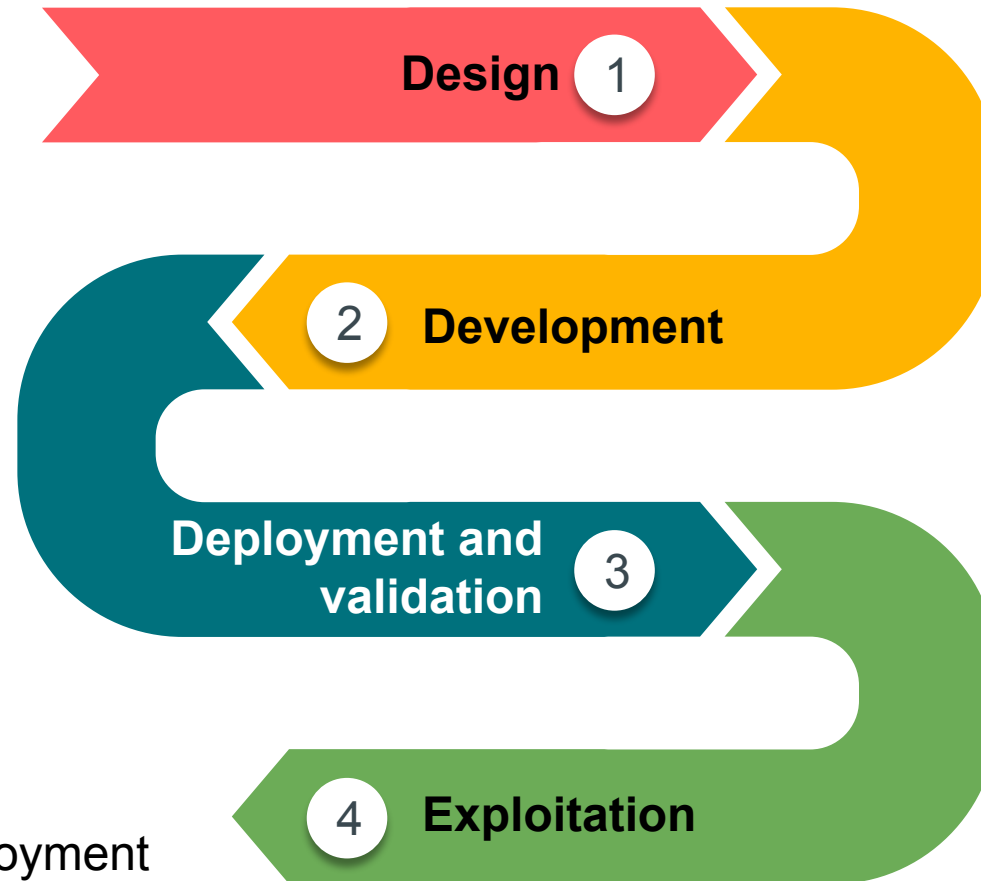 Design 1
2 Development
Deployment and
validation 3
4 Exploitation
oyment